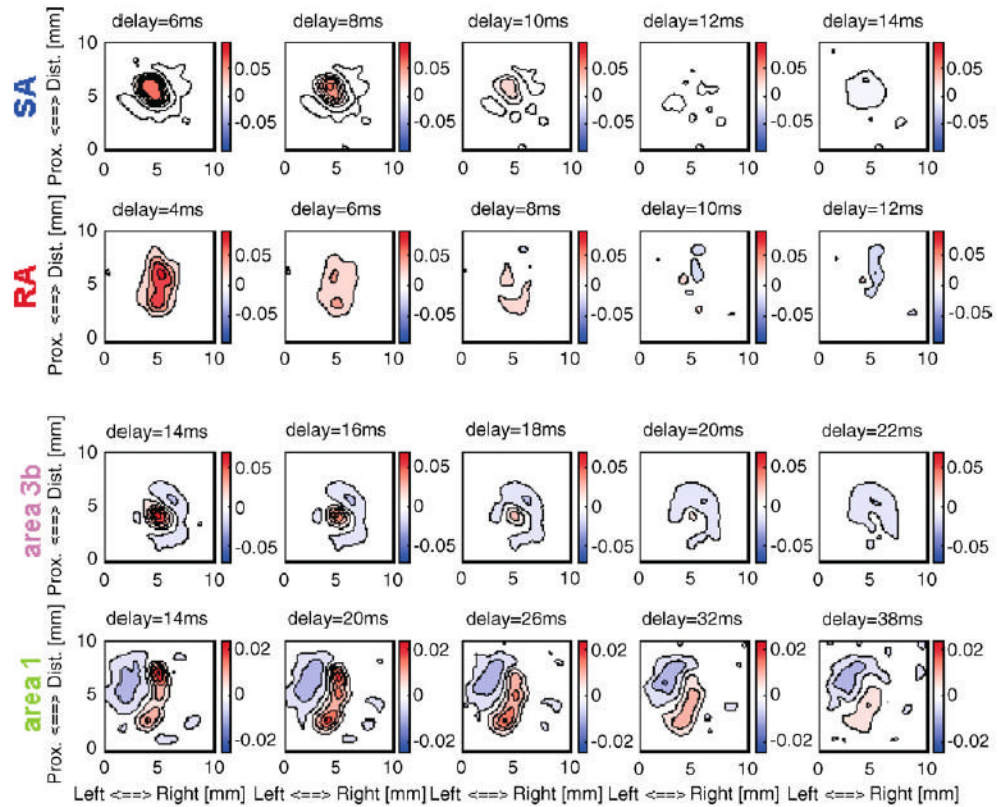 delay=6ms delay=8ms delay=10ms delay=12ms delay=14ms
SA
Prox. <==> Dist. [mm]
10 0.05 0.05 0.05 0.05 0.05
5 0 0 0 0 0
-0.05 -0.05 -0.05 -0.05 -0.05
0
0 5 10 0 5 10 0 5 10 0 5 10 0 5 10
delay=4ms delay=6ms delay=8ms delay=10ms delay=12ms
RA
Prox. <==> Dist. [mm]
10 0.05 0.05 0.05 0.05 0.05
5 0 0 0 0 0
-0.05 -0.05 -0.05 -0.05 -0.05
0
0 5 10 0 5 10 0 5 10 0 5 10 0 5 10
delay=14ms delay=16ms delay=18ms delay=20ms delay=22ms
area 3b
Prox. <==> Dist. [mm]
10 0.05 0.05 0.05 0.05 0.05
5 0 0 0 0 0
-0.05 -0.05 -0.05 -0.05 -0.05
0
0 5 10 0 5 10 0 5 10 0 5 10 0 5 10
delay=14ms delay=20ms delay=26ms delay=32ms delay=38ms
area 1
Prox. <==> Dist. [mm]
10 0.02 0.02 0.02 0.02 0.02
5 0 0 0 0 0
-0.02 -0.02 -0.02 -0.02 -0.02
0
0 5 10 0 5 10 0 5 10 0 5 10 0 5 10
Left <==> Right [mm] Left <==> Right [mm] Left <==> Right [mm] Left <==> Right [mm] Left <==> Right [mm]